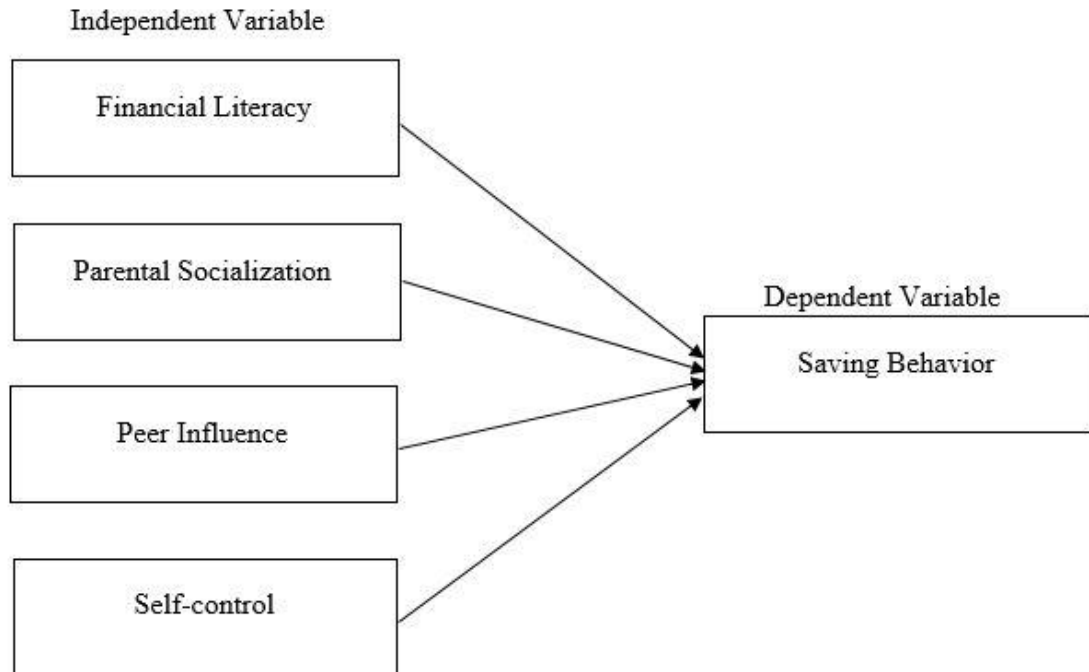 Independent Variable
Financial Literacy
Parental Socialization
Dependent Variable
Saving Behavior
Peer Influence
Self-control